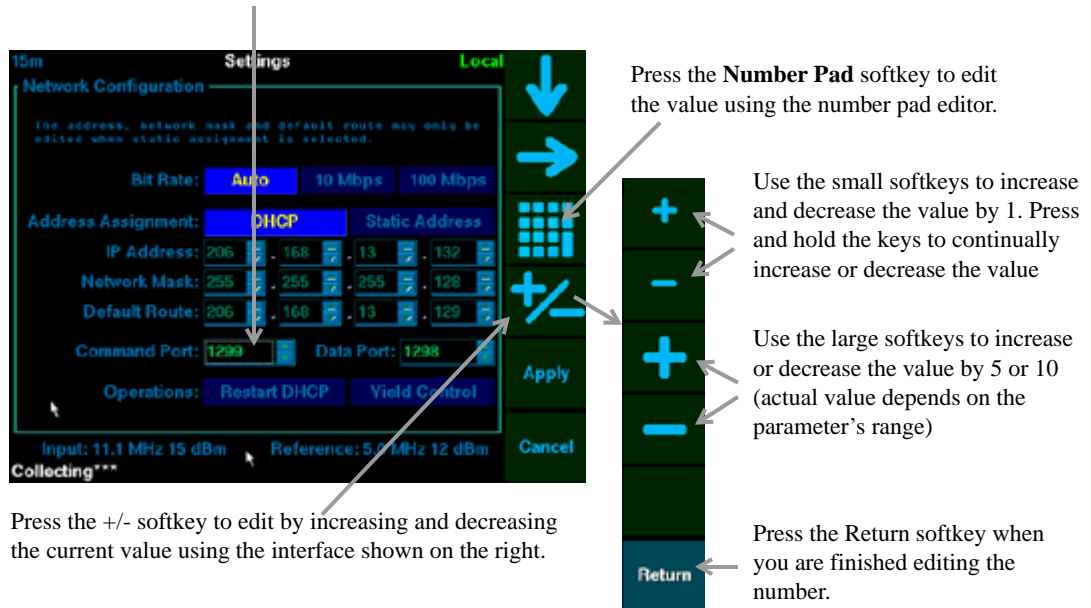 15m Settings Local
Network Configuration
The address, network mask and default route may only be
edited when static assignment is selected.
Bit Rate: Auto 10 Mbps 100 Mbps
Address Assignment: DHCP Static Address
IP Address: 206 . 168 . 13 . 132
Network Mask: 255 . 255 . 255 . 128
Default Route: 206 . 168 . 13 . 129
Command Port: 1299 Data Port: 1298
Operations: Restart DHCP Yield Control
Input: 11.1 MHz 15 dBm Reference: 5.0 MHz 12 dBm
Collecting***
+/-
Apply
Cancel
Press the Number Pad softkey to edit
the value using the number pad editor.
+
-
+
-
Return
Use the small softkeys to increase
and decrease the value by 1. Press
and hold the keys to continually
increase or decrease the value
Use the large softkeys to increase
or decrease the value by 5 or 10
(actual value depends on the
parameter’s range)
Press the Return softkey when
you are finished editing the
number.
Press the +/- softkey to edit by increasing and decreasing
the current value using the interface shown on the right.